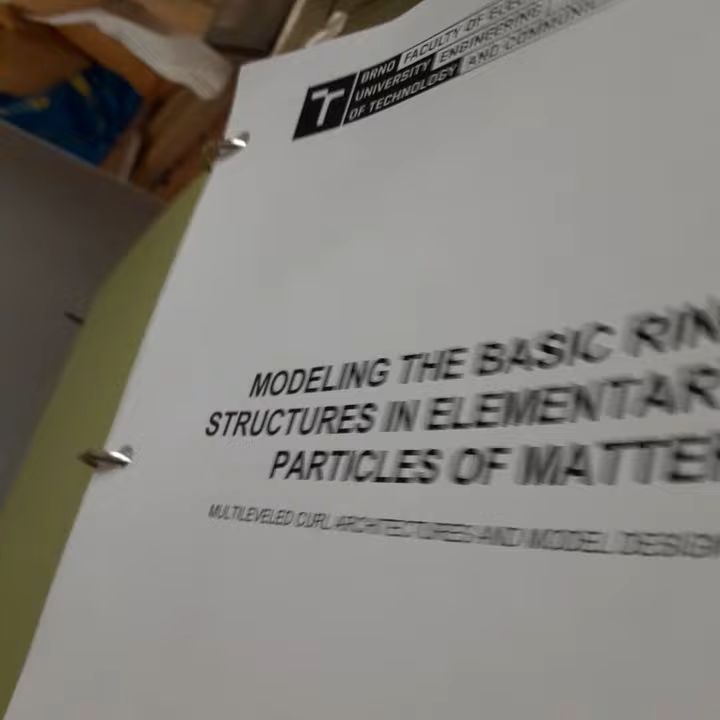 BRNO FACULTY OF ELEC
UNIVERSITY ENGINEERING
OF TECHNOLOGY AND COMMUNIC
MODELING THE BASIC RIN
STRUCTURES IN ELEMENTAR
PARTICLES OF MATTE
MULTILEVELED CURL ARCHITECTURES AND MODEL DESIGN